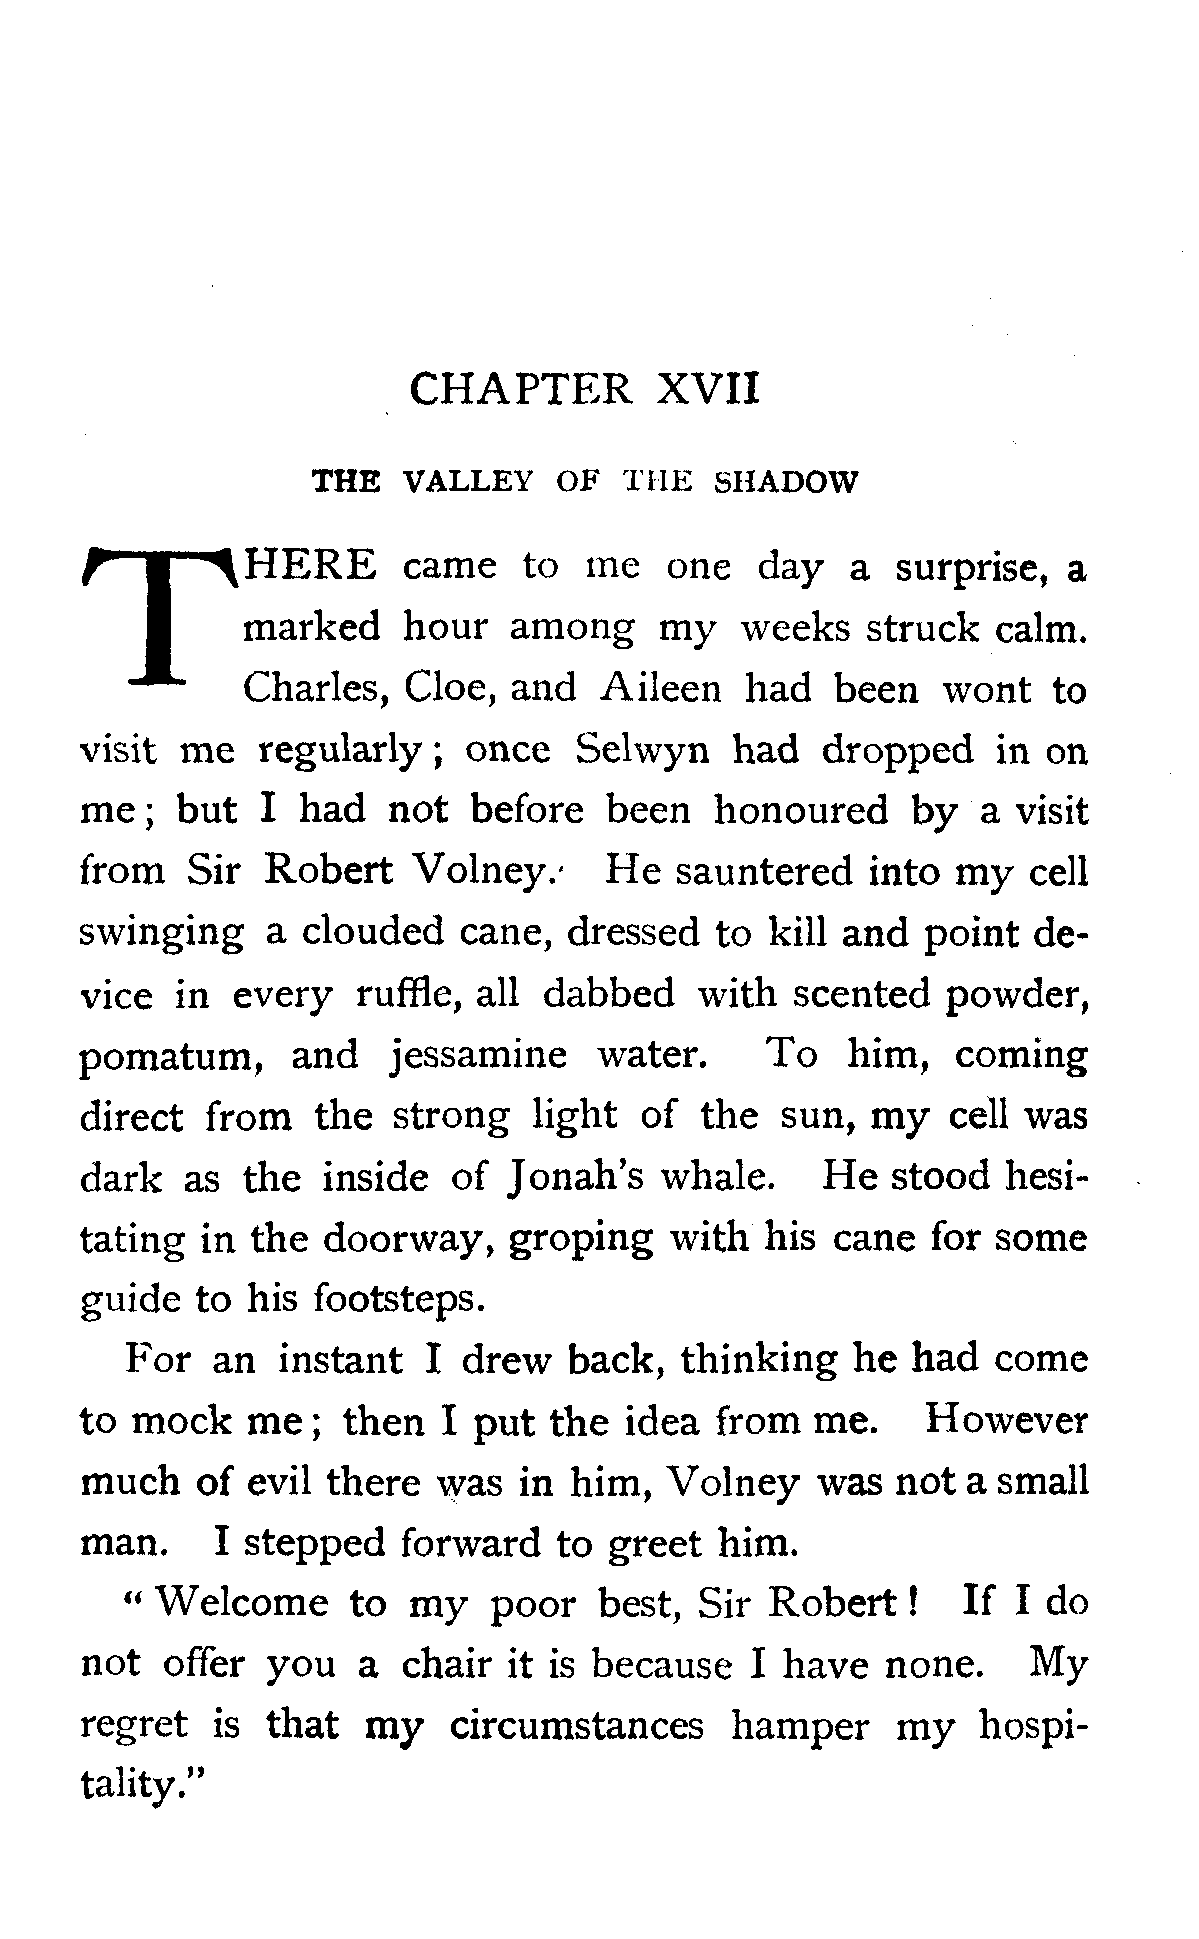 CHAPTER XVII
THE VALLEY OF THE SHADOW
THERE came to me one day a surprise, a
marked hour among my weeks struck calm.
Charles, Cloe, and Aileen had been wont to
visit me regularly; once Selwyn had dropped in on
me; but I had not before been honoured by a visit
from Sir Robert Volney. He sauntered into my cell
swinging a clouded cane, dressed to kill and point de-
vice in every ruffle, all dabbed with scented powder,
pomatum, and jessamine water. To him, coming
direct from the strong light of the sun, my cell was
dark as the inside of Jonah's whale. He stood hesi-
tating in the doorway, groping with his cane for some
guide to his footsteps.
For an instant I drew back, thinking he had come
to mock me; then I put the idea from me. However
much of evil there was in him, Volney was not a small
man. I stepped forward to greet him.
"Welcome to my poor best, Sir Robert! If I do
not offer you a chair it is because I have none. My
regret is that my circumstances hamper my hospi-
tality."